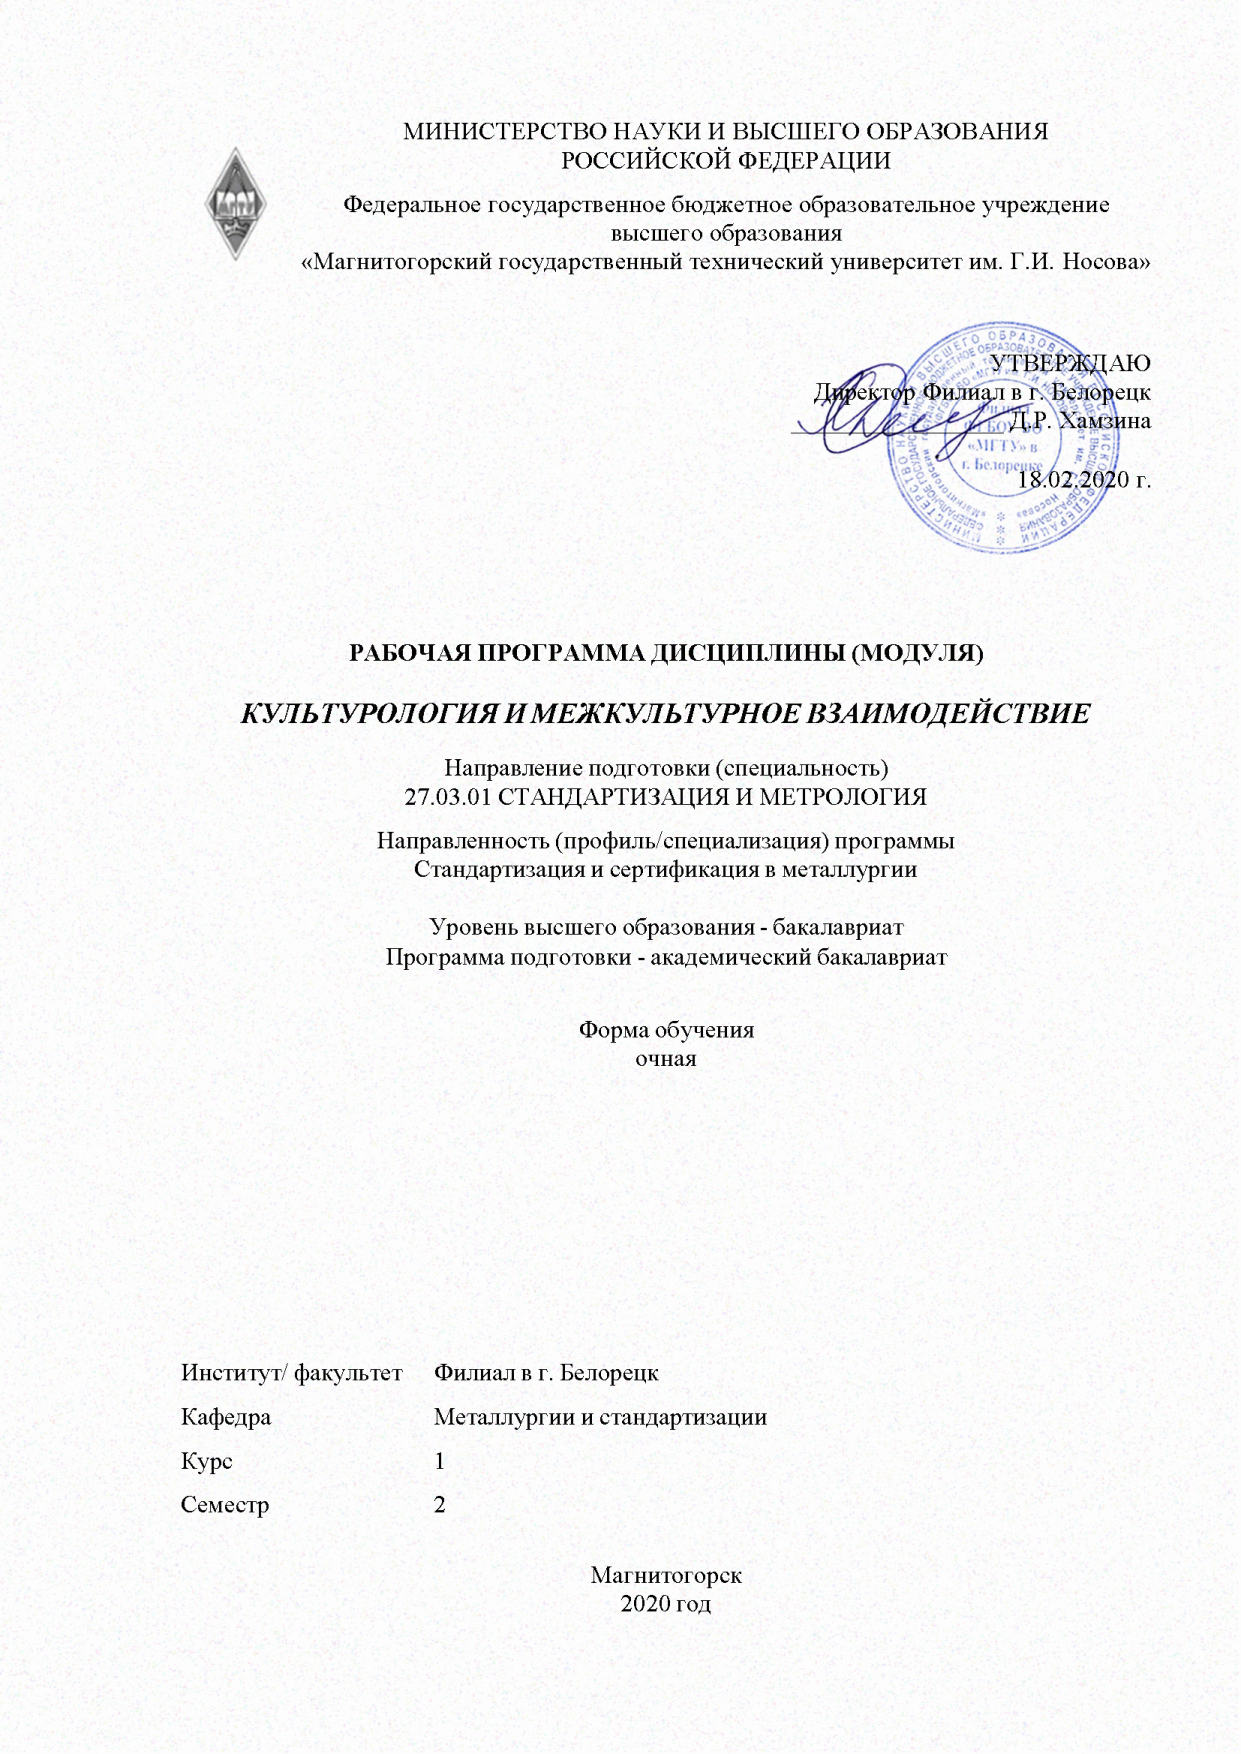 МИНИСТЕРСТВО НАУКИ И ВЫСШЕГО ОБРАЗОВАНИЯ
РОССИЙСКОЙ ФЕДЕРАЦИИ
МГТУ
Федеральное государственное бюджетное образовательное учреждение
высшего образования
«Магнитогорский государственный технический университет им. Г.И. Носова»
УТВЕРЖДАЮ
Директор Филиал в г. Белорецк
Д.Р. Хамзина
«МГТУ» в
г. Белорецке
18.02.2020 г.
РАБОЧАЯ ПРОГРАММА ДИСЦИПЛИНЫ (МОДУЛЯ)
КУЛЬТУРОЛОГИЯ И МЕЖКУЛЬТУРНОЕ ВЗАИМОДЕЙСТВИЕ
Направление подготовки (специальность)
27.03.01 СТАНДАРТИЗАЦИЯ И МЕТРОЛОГИЯ
Направленность (профиль/специализация) программы
Стандартизация и сертификация в металлургии
Уровень высшего образования - бакалавриат
Программа подготовки - академический бакалавриат
Форма обучения
очная
Институт/ факультет Филиал в г. Белорецк
Кафедра Металлургии и стандартизации
Курс 1
Семестр 2
Магнитогорск
2020 год